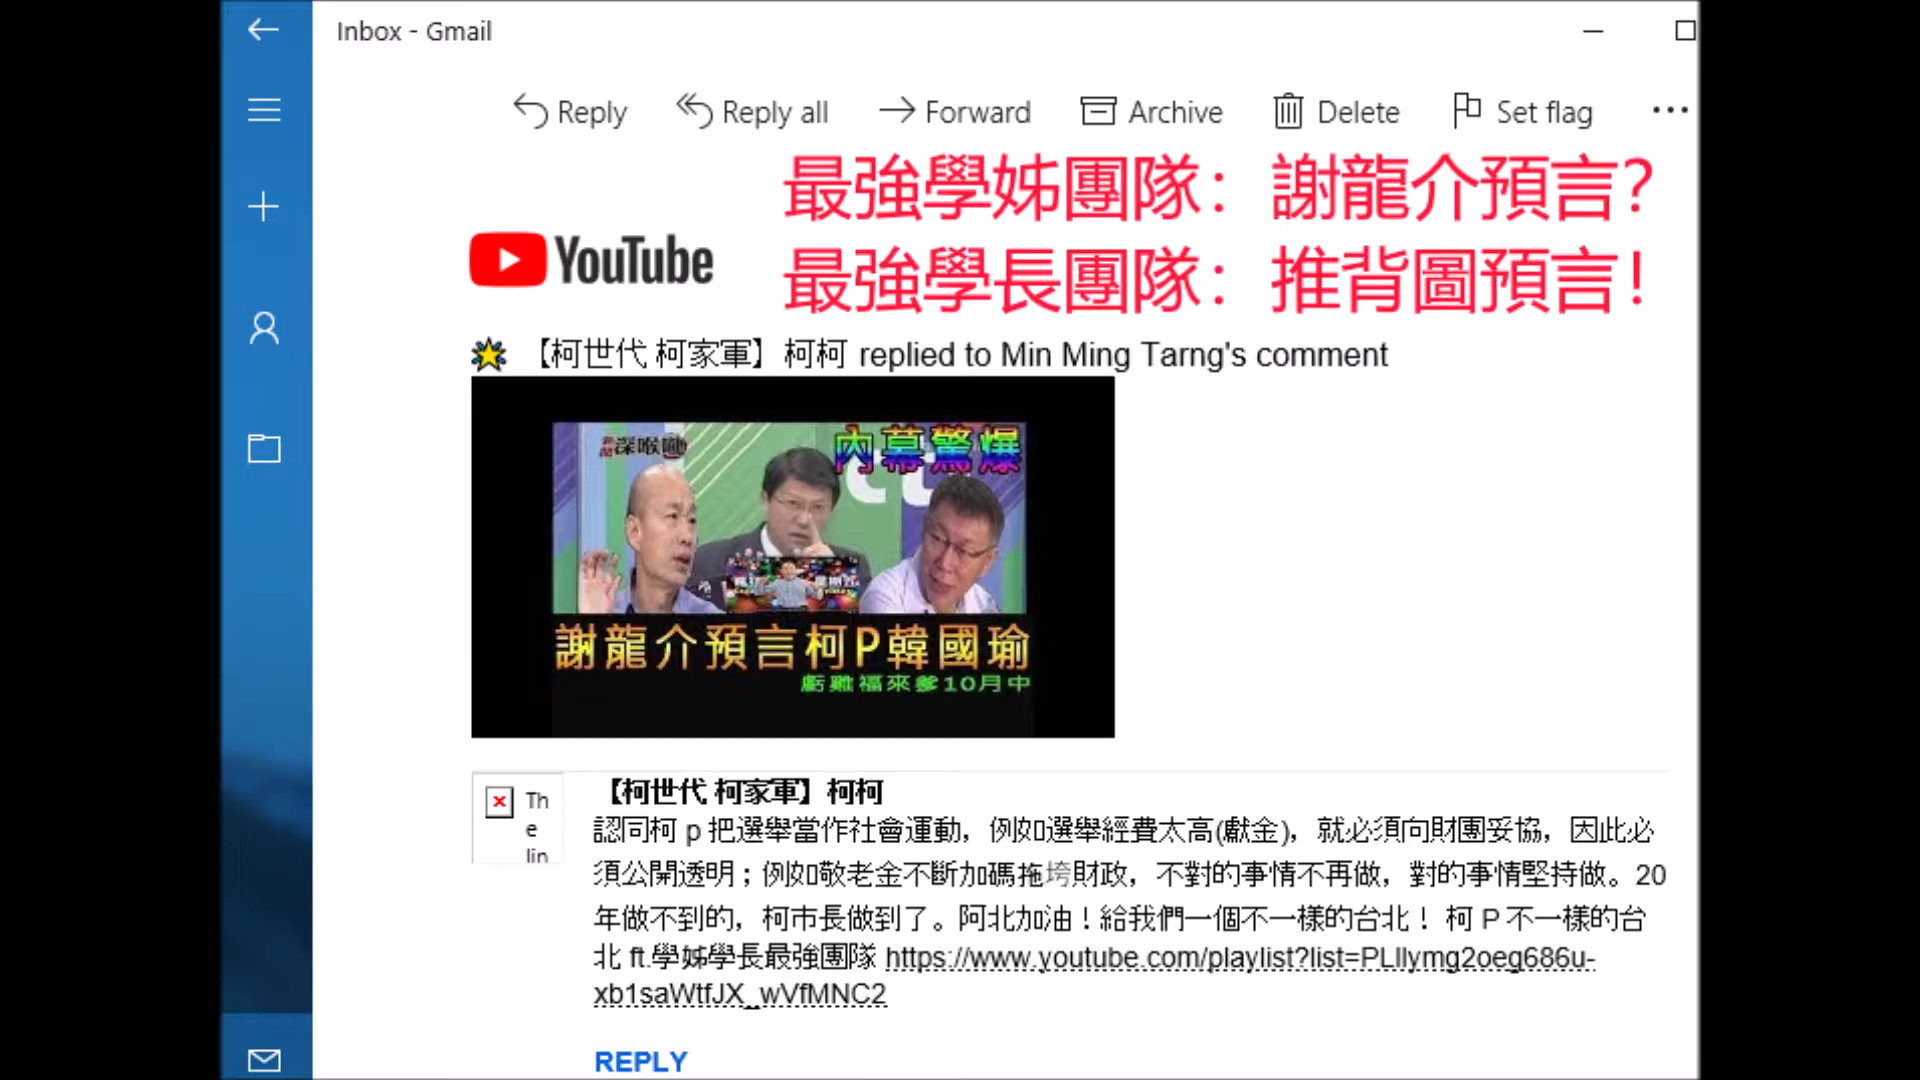 Inbox - Gmail
Reply Reply all Forward Archive Delete Set flag
最強學姊團隊：謝龍介預言？
YouTube
最強學長團隊：推背圖預言！
【柯世代 柯家軍】柯柯 replied to Min Ming Tarng's comment
深喉嚨
內幕驚爆
謝龍介預言柯P韓國瑜
虧雞福來爹10月中
The lin
【柯世代 柯家軍】柯柯
認同柯 p 把選舉當作社會運動，例如選舉經費太高(獻金)，就必須向財團妥協，因此必
須公開透明；例如敬老金不斷加碼拖垮財政，不對的事情不再做，對的事情堅持做。20
年做不到的，柯市長做到了。阿北加油！給我們一個不一樣的台北！ 柯 P 不一樣的台
北 ft.學姊學長最強團隊 https://www.youtube.com/playlist?list=PLllymg2oeg686u-
xb1saWtfJX_wVfMNC2
REPLY